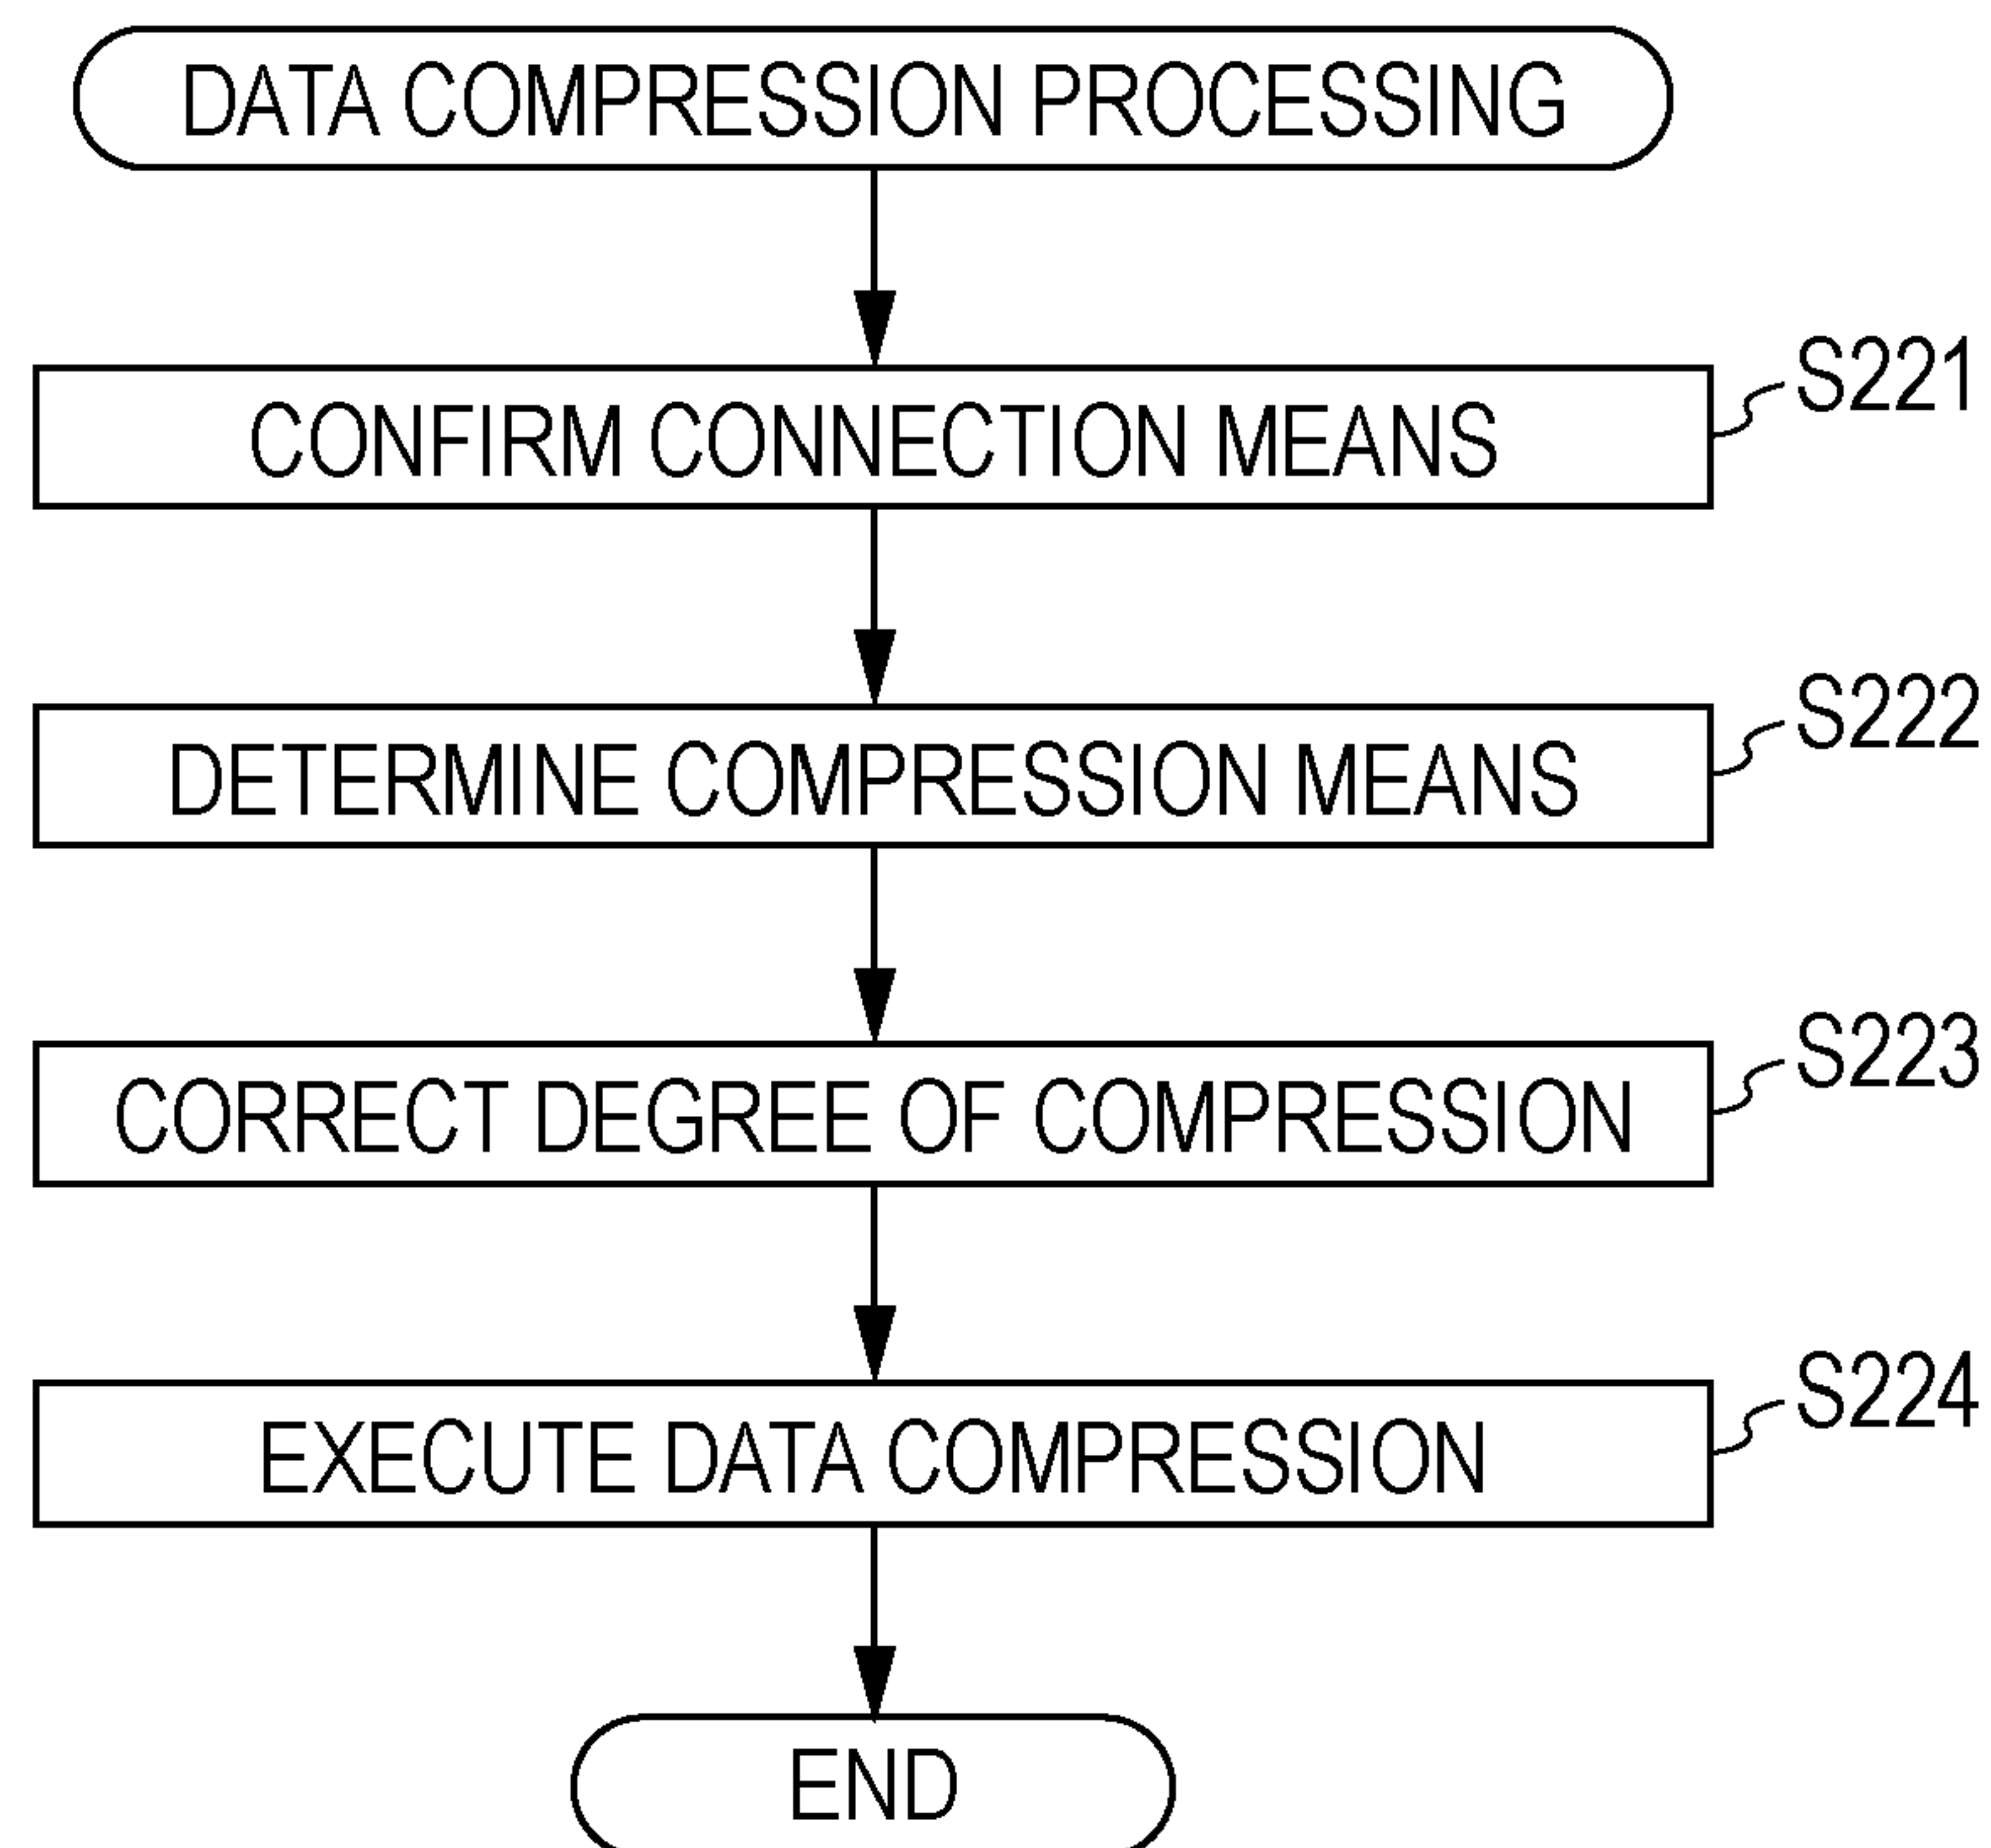 DATA COMPRESSION PROCESSING
CONFIRM CONNECTION MEANS
S221
DETERMINE COMPRESSION MEANS
S222
CORRECT DEGREE OF COMPRESSION
S223
EXECUTE DATA COMPRESSION
S224
END